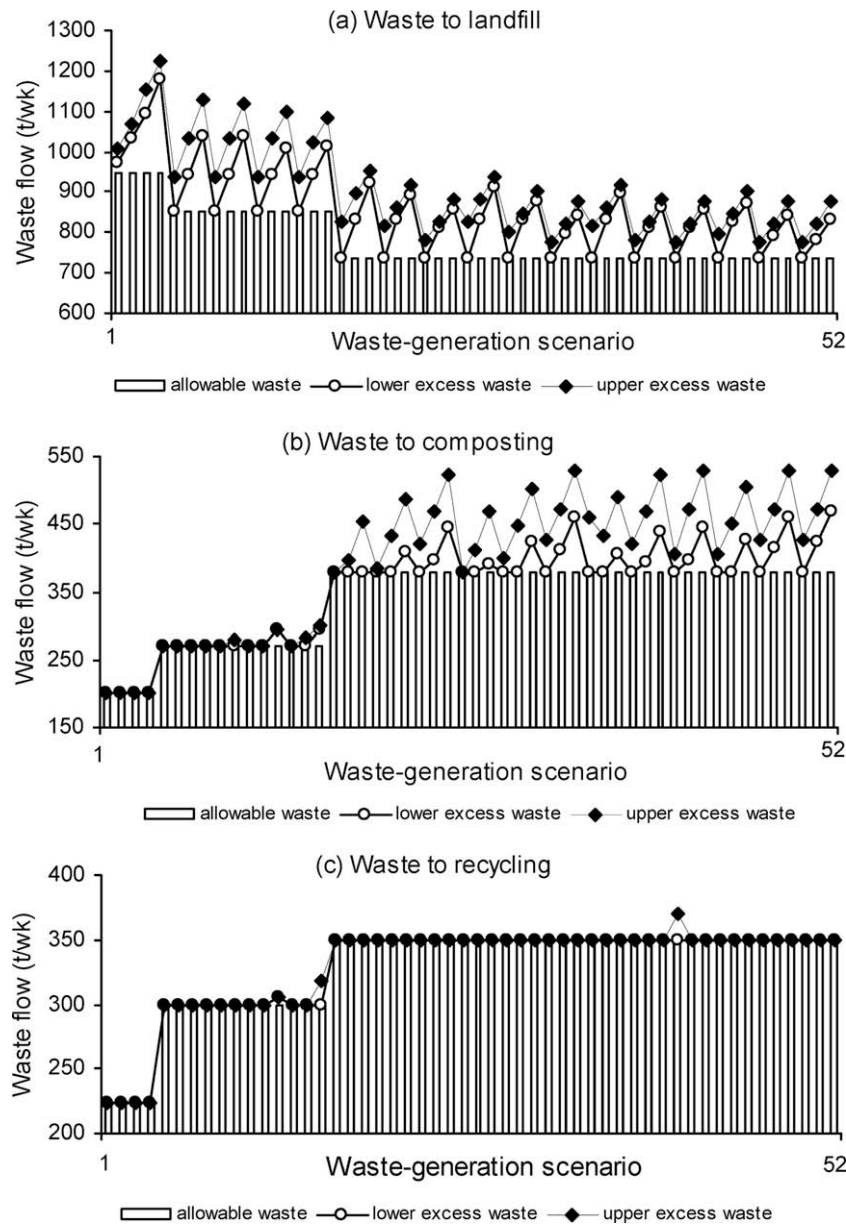 (a) Waste to landfill
Waste flow (t/wk)
1300
1200
1100
1000
900
800
700
600
1
52
Waste-generation scenario
allowable waste lower excess waste upper excess waste
(b) Waste to composting
Waste flow (t/wk)
550
450
350
250
150
1
52
Waste-generation scenario
allowable waste lower excess waste upper excess waste
(c) Waste to recycling
Waste flow (t/wk)
400
350
300
250
200
1
52
Waste-generation scenario
allowable waste lower excess waste upper excess waste